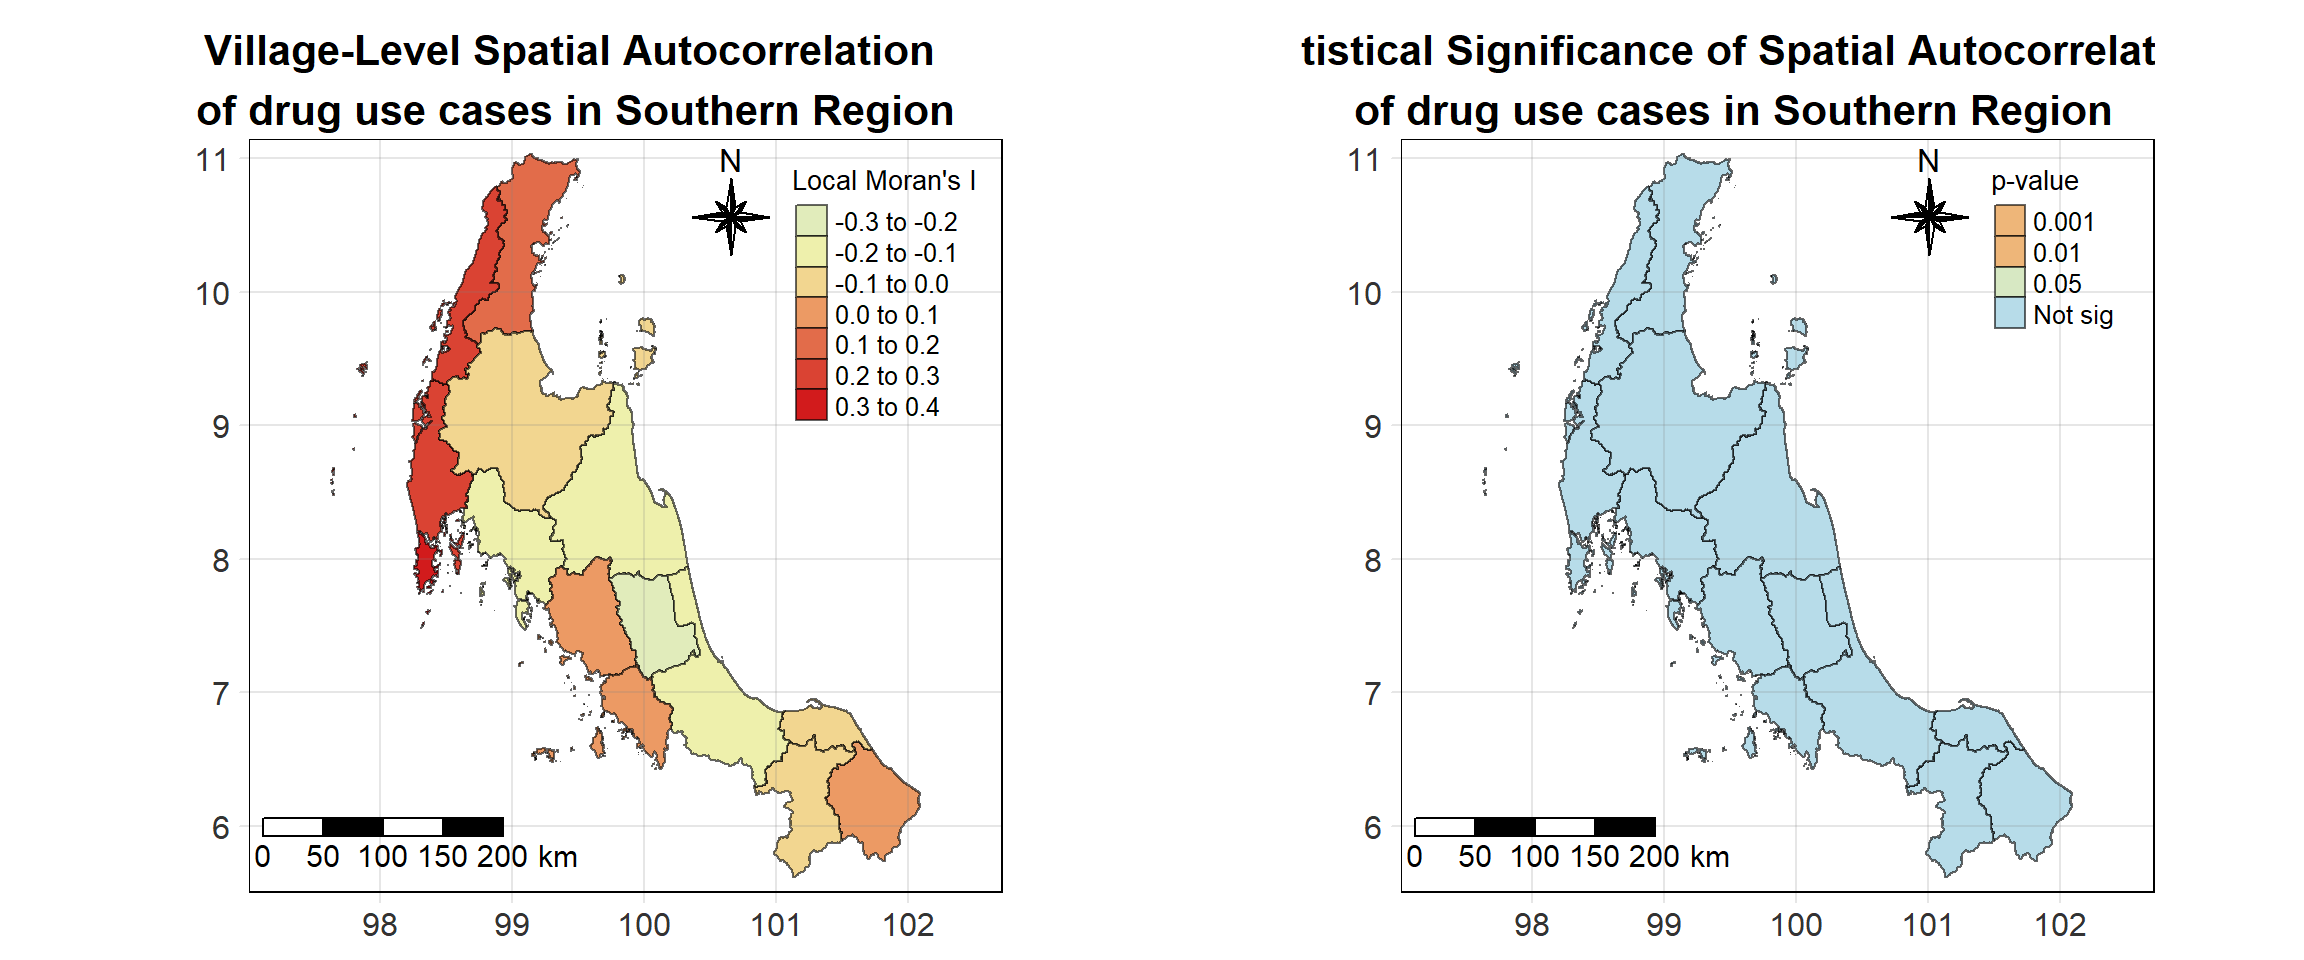 Village-Level Spatial Autocorrelation
of drug use cases in Southern Region
N
Local Moran's I
-0.3 to -0.2
-0.2 to -0.1
-0.1 to 0.0
0.0 to 0.1
0.1 to 0.2
0.2 to 0.3
0.3 to 0.4
11
10
9
8
7
6
0 50 100 150 200 km
98 99 100 101 102
tistical Significance of Spatial Autocorrelat
of drug use cases in Southern Region
N
p-value
0.001
0.01
0.05
Not sig
11
10
9
8
7
6
0 50 100 150 200 km
98 99 100 101 102